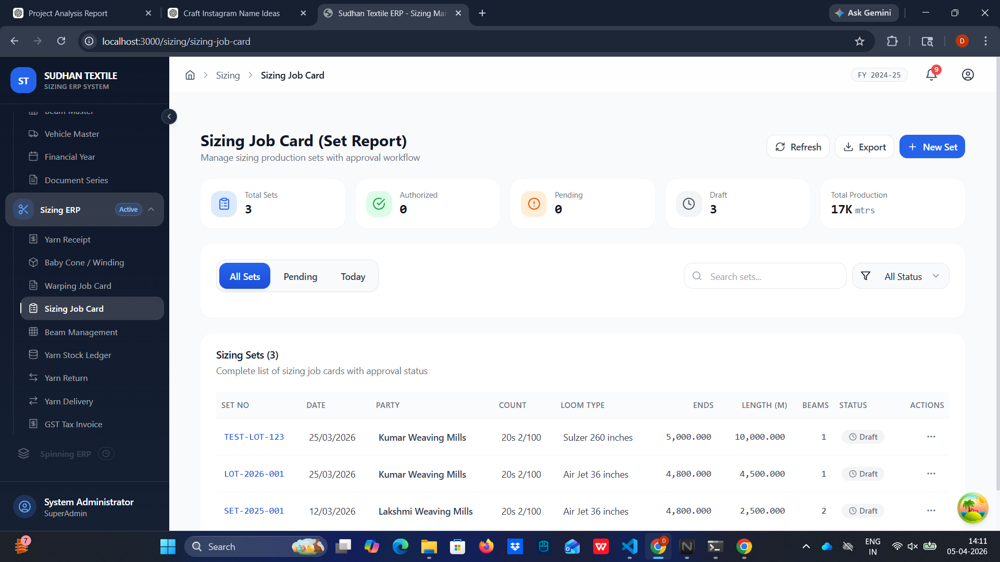 Project Analysis Report
Craft Instagram Name Ideas
Sudhan Textile ERP - Sizing Mar
Ask Gemini
localhost:3000/sizing/sizing-job-card
D
ST
SUDHAN TEXTILE
SIZING ERP SYSTEM
Sizing
Sizing Job Card
FY 2024-25
9
Beam Master
Vehicle Master
Financial Year
Document Series
Sizing ERP
Active
Yarn Receipt
Baby Cone / Winding
Warping Job Card
Sizing Job Card
Beam Management
Yarn Stock Ledger
Yarn Return
Yarn Delivery
GST Tax Invoice
Spinning ERP
System Administrator
SuperAdmin
Sizing Job Card (Set Report)
Manage sizing production sets with approval workflow
Refresh
Export
New Set
Total Sets
3
Authorized
0
Pending
0
Draft
3
Total Production
17K mtrs
All Sets
Pending
Today
Search sets...
All Status
Sizing Sets (3)
Complete list of sizing job cards with approval status
SET NO DATE PARTY COUNT LOOM TYPE ENDS LENGTH (M) BEAMS STATUS ACTIONS
TEST-LOT-123 25/03/2026 Kumar Weaving Mills 20s 2/100 Sulzer 260 inches 5,000.000 10,000.000 1 Draft
LOT-2026-001 25/03/2026 Kumar Weaving Mills 20s 2/100 Air Jet 36 inches 4,800.000 4,500.000 1 Draft
SET-2025-001 12/03/2026 Lakshmi Weaving Mills 20s 2/100 Air Jet 36 inches 4,800.000 2,500.000 2 Draft
7
Search
D
ENG
IN
14:11
05-04-2026